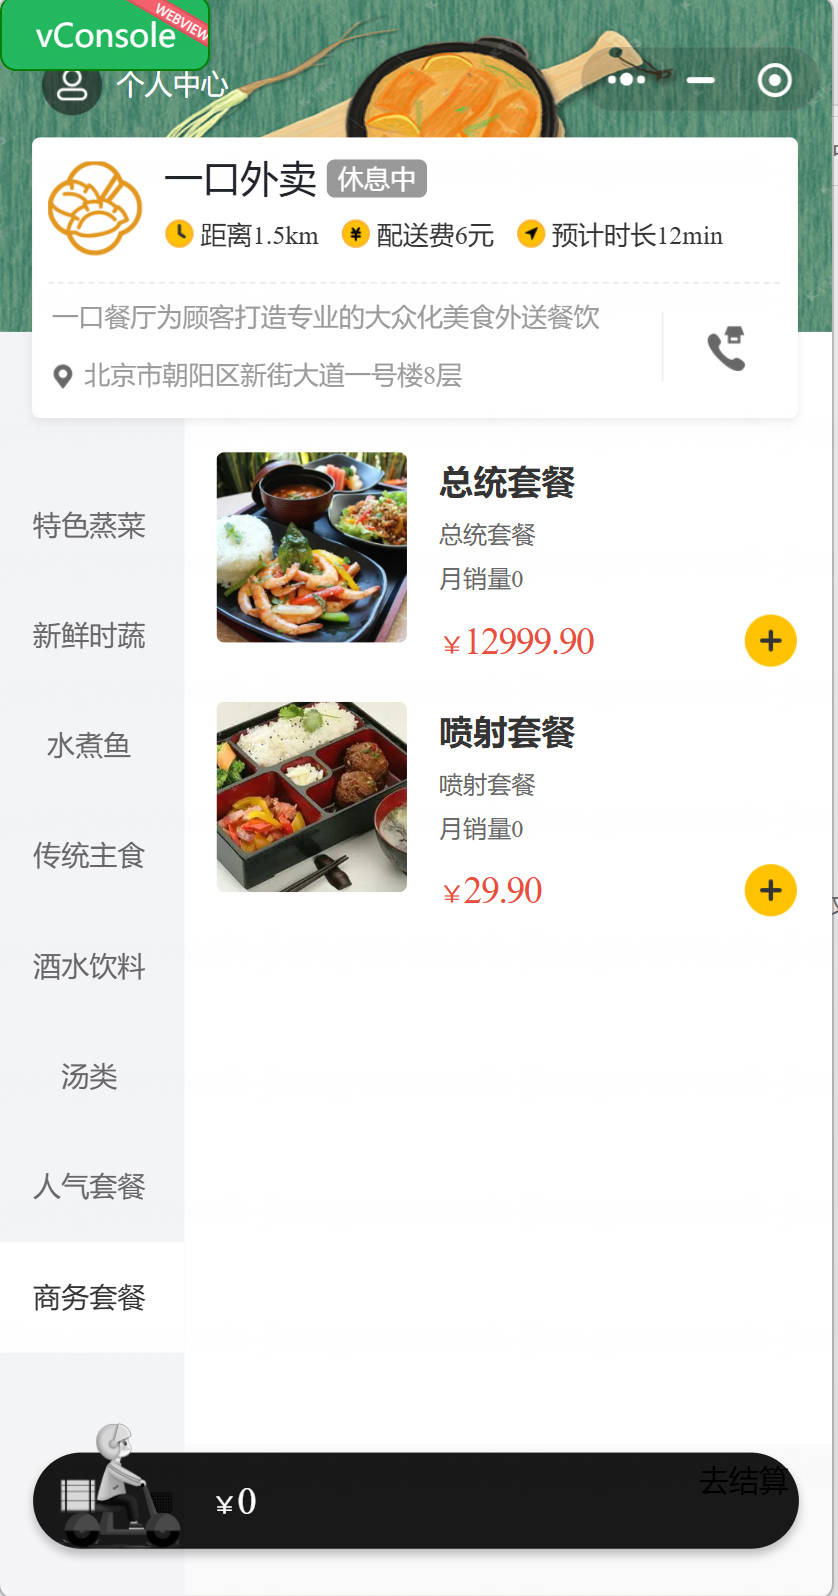 vConsole
WEBVIEW
个人中心
一口外卖 休息中
距离1.5km 配送费6元 预计时长12min
一口餐厅为顾客打造专业的大众化美食外送餐饮
北京市朝阳区新街大道一号楼8层
特色蒸菜
新鲜时蔬
水煮鱼
传统主食
酒水饮料
汤类
人气套餐
商务套餐
总统套餐
总统套餐
月销量0
￥12999.90
喷射套餐
喷射套餐
月销量0
￥29.90
￥0
去结算